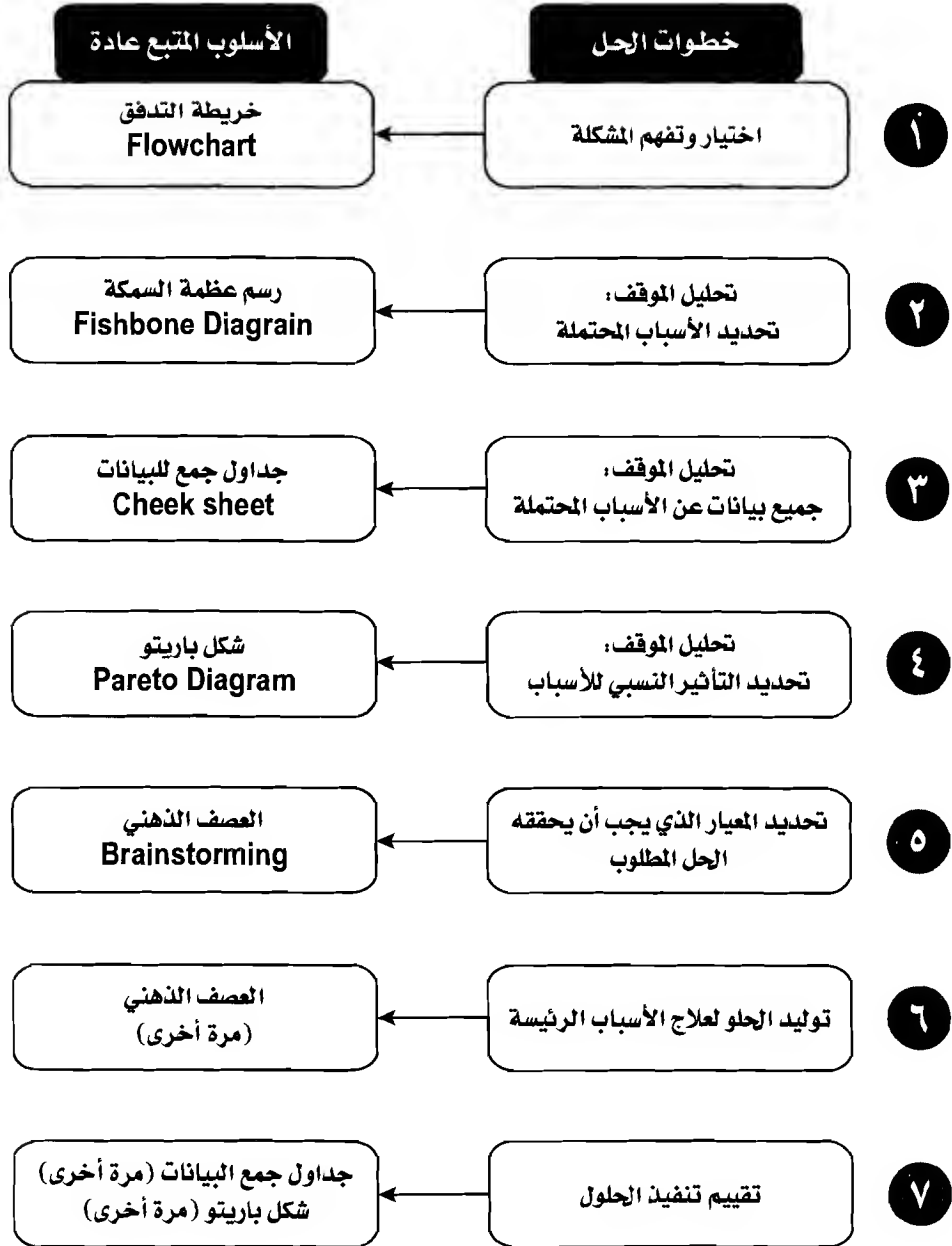 خطوات الحل
الأسلوب المتبع عادة
١
اختيار وتفهم المشكلة
خريطة التدفق
Flowchart
٢
تحليل الموقف:
تحديد الأسباب المحتملة
رسم عظمة السمكة
Fishbone Diagrain
٣
تحليل الموقف:
جميع بيانات عن الأسباب المحتملة
جداول جمع للبيانات
Cheek sheet
٤
تحليل الموقف:
تحديد التأثير النسبي للأسباب
شكل باريتو
Pareto Diagram
٥
تحديد المعيار الذي يجب أن يحققه
الحل المطلوب
العصف الذهني
Brainstorming
٦
توليد الحلو لعلاج الأسباب الرئيسة
العصف الذهني
(مرة أخرى)
٧
تقييم تنفيذ الحلول
جداول جمع البيانات (مرة أخرى)
شكل باريتو (مرة أخرى)